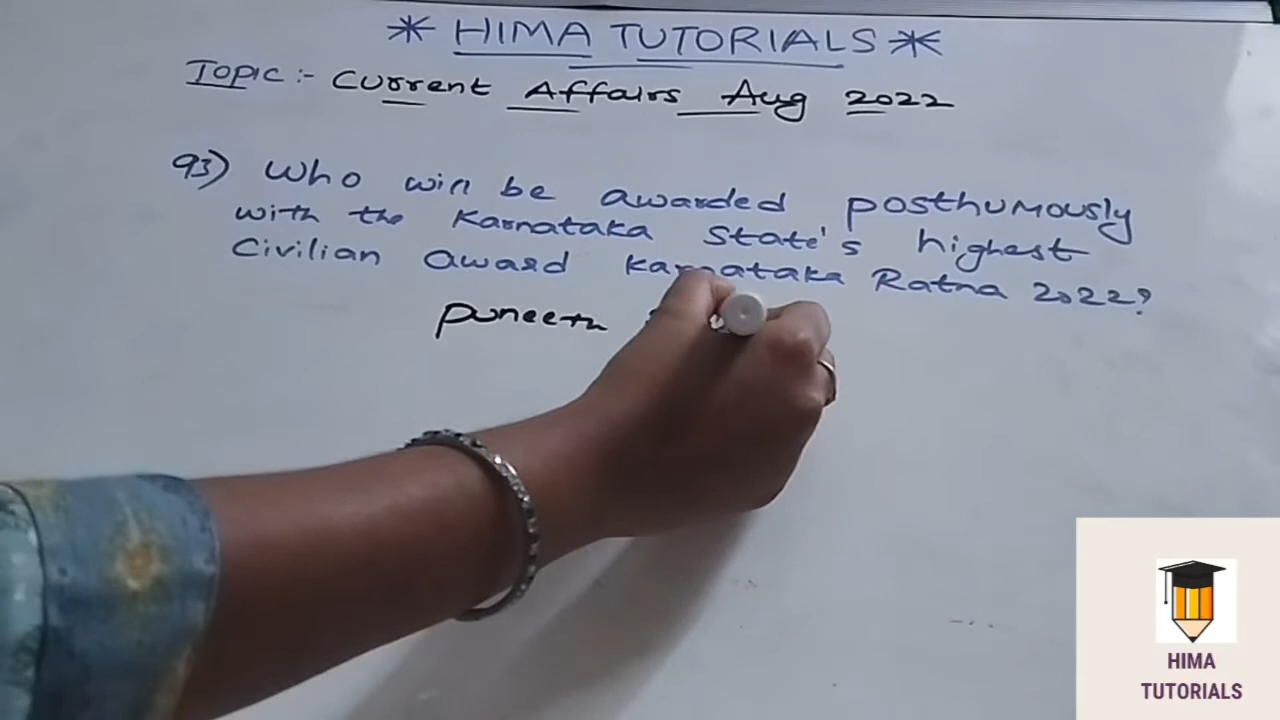 * HIMA TUTORIALS *
Topic :- Current Affairs Aug 2022
93) Who will be awarded posthumously
with the Karnataka State's highest
Civilian award Karnataka Ratna 2022?
Puneeth
HIMA
TUTORIALS